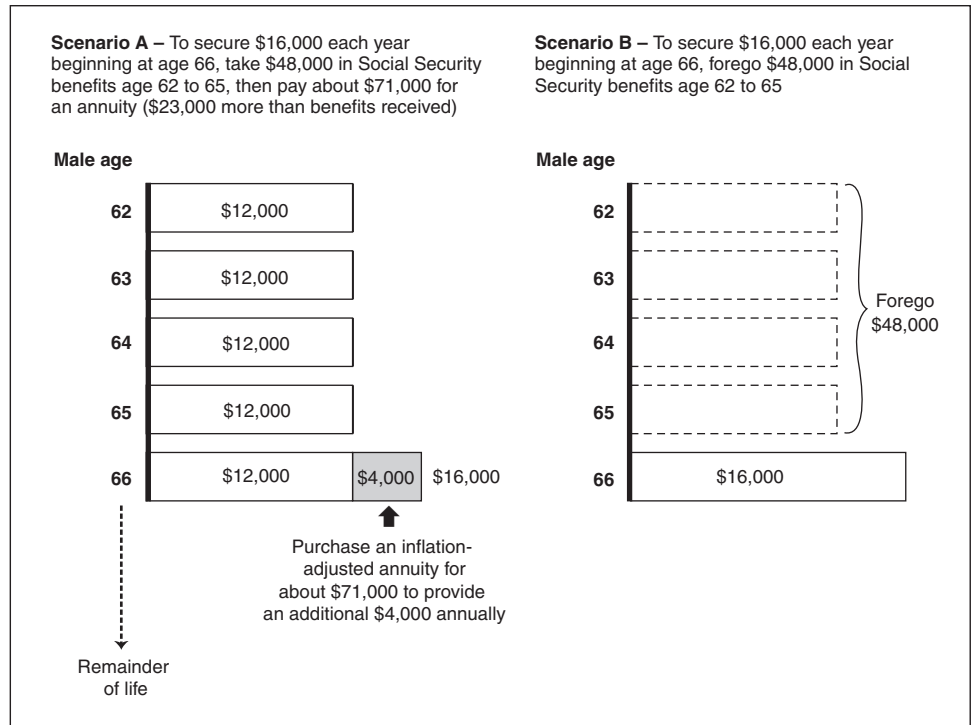 Scenario A – To secure $16,000 each year
beginning at age 66, take $48,000 in Social Security
benefits age 62 to 65, then pay about $71,000 for
an annuity ($23,000 more than benefits received)
Male age
62 $12,000
63 $12,000
64 $12,000
65 $12,000
66 $12,000 $4,000 $16,000
Purchase an inflation-
adjusted annuity for
about $71,000 to provide
an additional $4,000 annually
Remainder
of life
Scenario B – To secure $16,000 each year
beginning at age 66, forego $48,000 in Social
Security benefits age 62 to 65
Male age
62
63
64
65
Forego
$48,000
66 $16,000